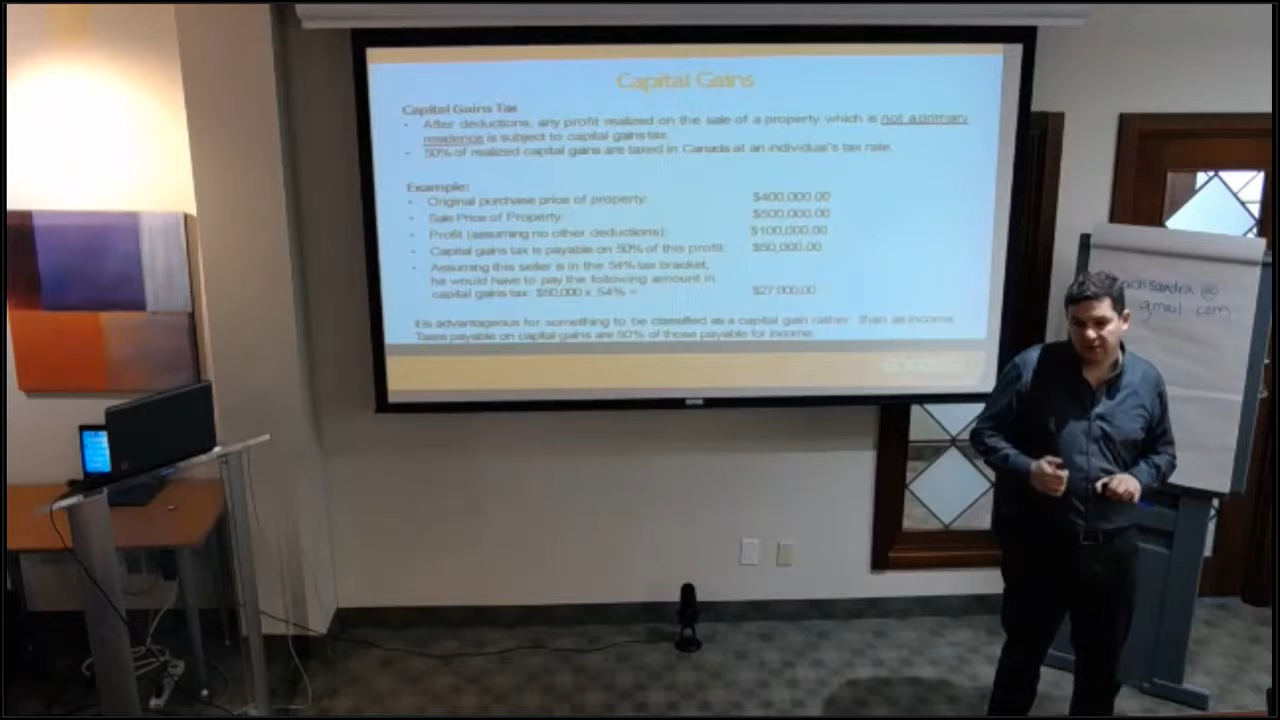 Capital Gains
Capital Gains Tax
- After deductions, any profit realized on the sale of a property which is not a primary
residence is subject to capital gains tax.
- 50% of realized capital gains are taxed in Canada at an individual's tax rate.
Example:
- Original purchase price of property: $400,000.00
- Sale Price of Property: $500,000.00
- Profit (assuming no other deductions): $100,000.00
- Capital gains tax is payable on 50% of this profit: $50,000.00
- Assuming this seller is in the 54% tax bracket,
he would have to pay the following amount in
capital gains tax: $50,000 x .54% = $27,000.00
It is advantageous for something to be classified as a capital gain rather than as income.
Taxes payable on capital gains are 50% of those payable for income.
@
gmail com